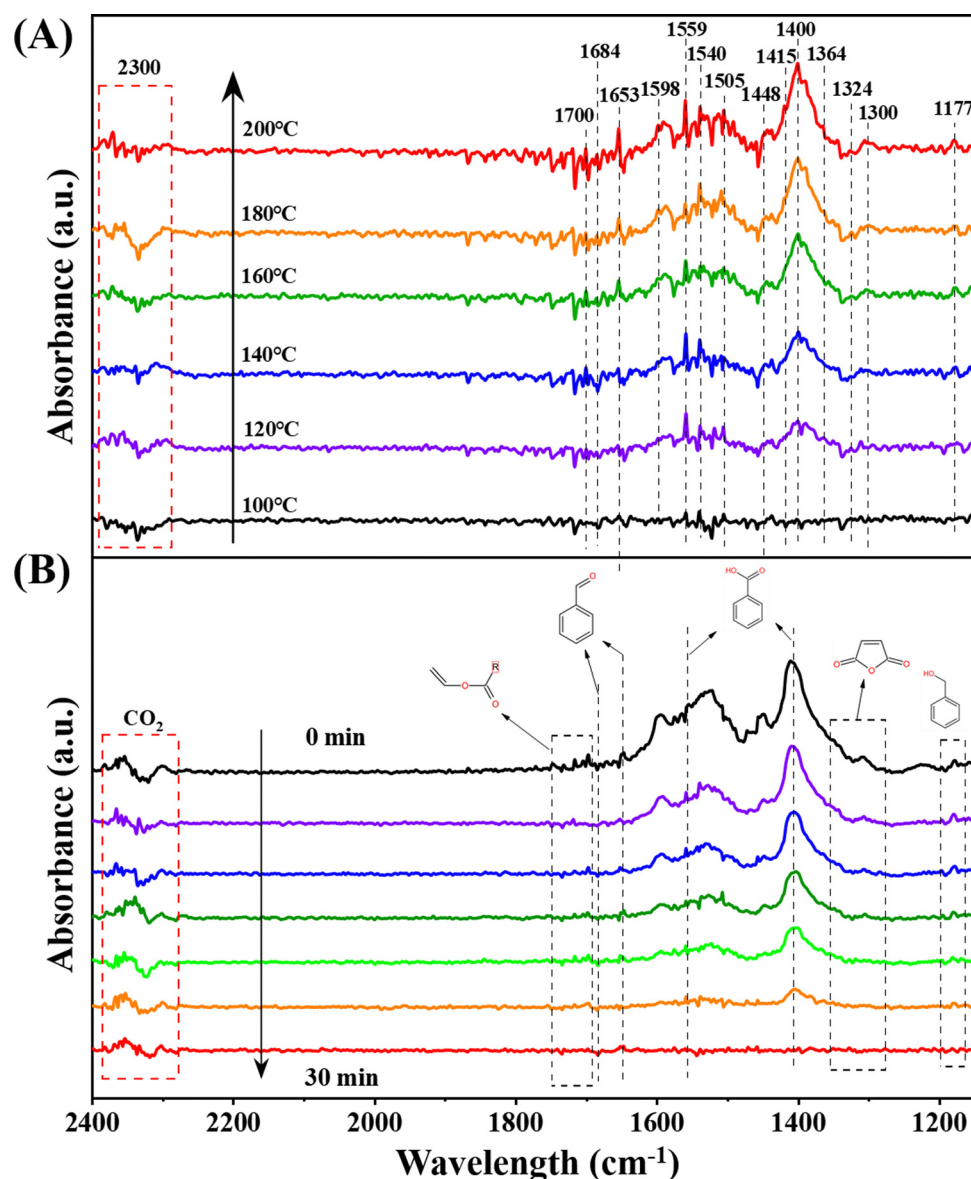 (A)
2300
1700
1684
1653
1598
1559
1540
1505
1448
1415
1400
1364
1324
1300
1177
200°C
180°C
160°C
140°C
120°C
100°C
Absorbance (a.u.)
(B)
CO2
0 min
30 min
O
R
O
O
HO
O
O
O
O
HO
Absorbance (a.u.)
2400
2200
2000
1800
1600
1400
1200
Wavelength (cm-1)